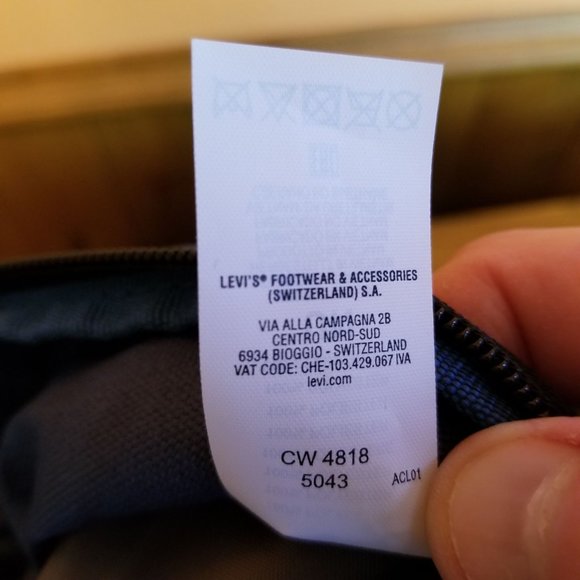 LEVI'S® FOOTWEAR & ACCESSORIES
(SWITZERLAND) S.A.
VIA ALLA CAMPAGNA 2B
CENTRO NORD-SUD
6934 BIOGGIO - SWITZERLAND
VAT CODE: CHE-103.429.067 IVA
levi.com
CW 4818
5043 ACL01